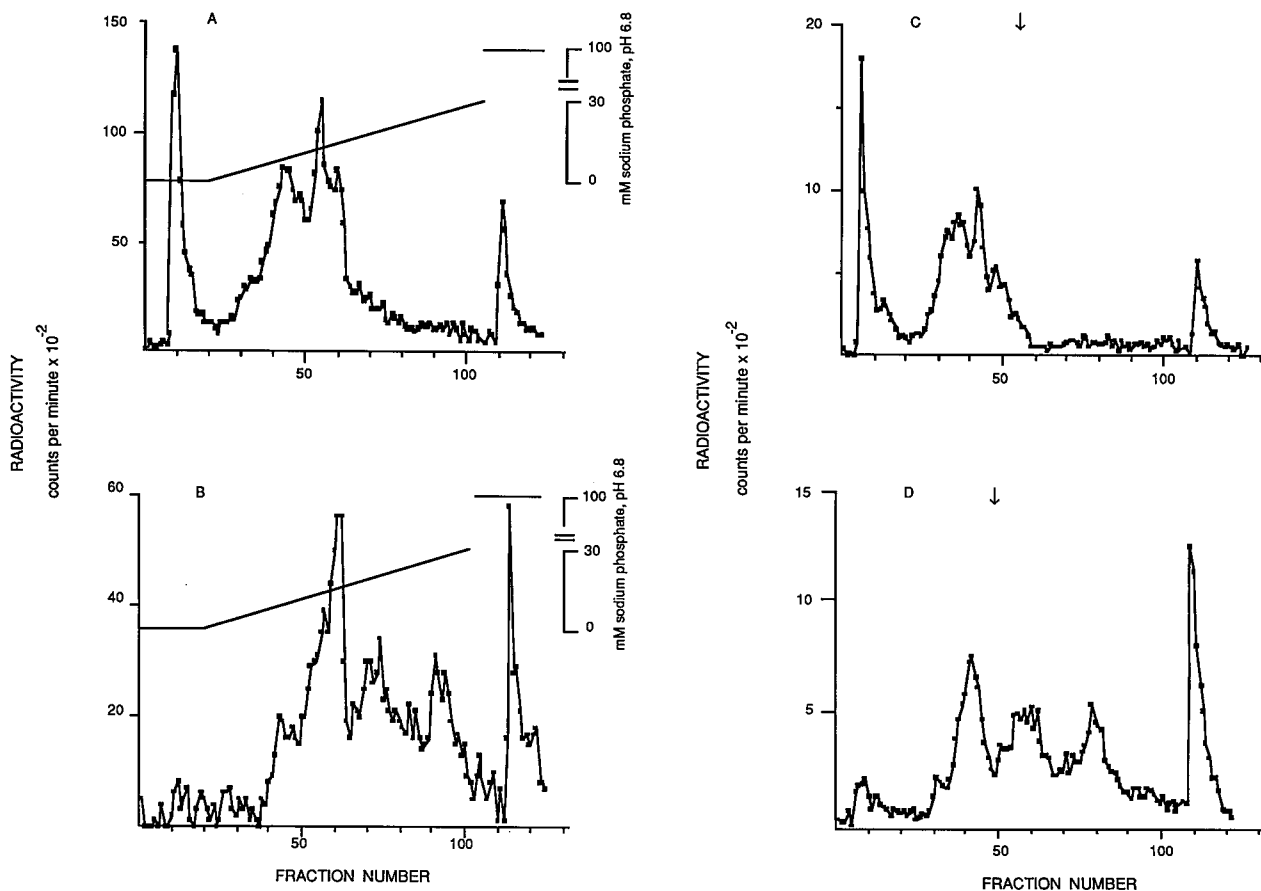 A
150
100
50
50
100
100
30
0
mM sodium phosphate, pH 6.8
RADIOACTIVITY
counts per minute x 10-2
B
60
40
20
50
100
100
30
0
mM sodium phosphate, pH 6.8
FRACTION NUMBER
C ↓
20
10
50
100
RADIOACTIVITY
counts per minute x 10-2
D ↓
15
10
5
50
100
FRACTION NUMBER